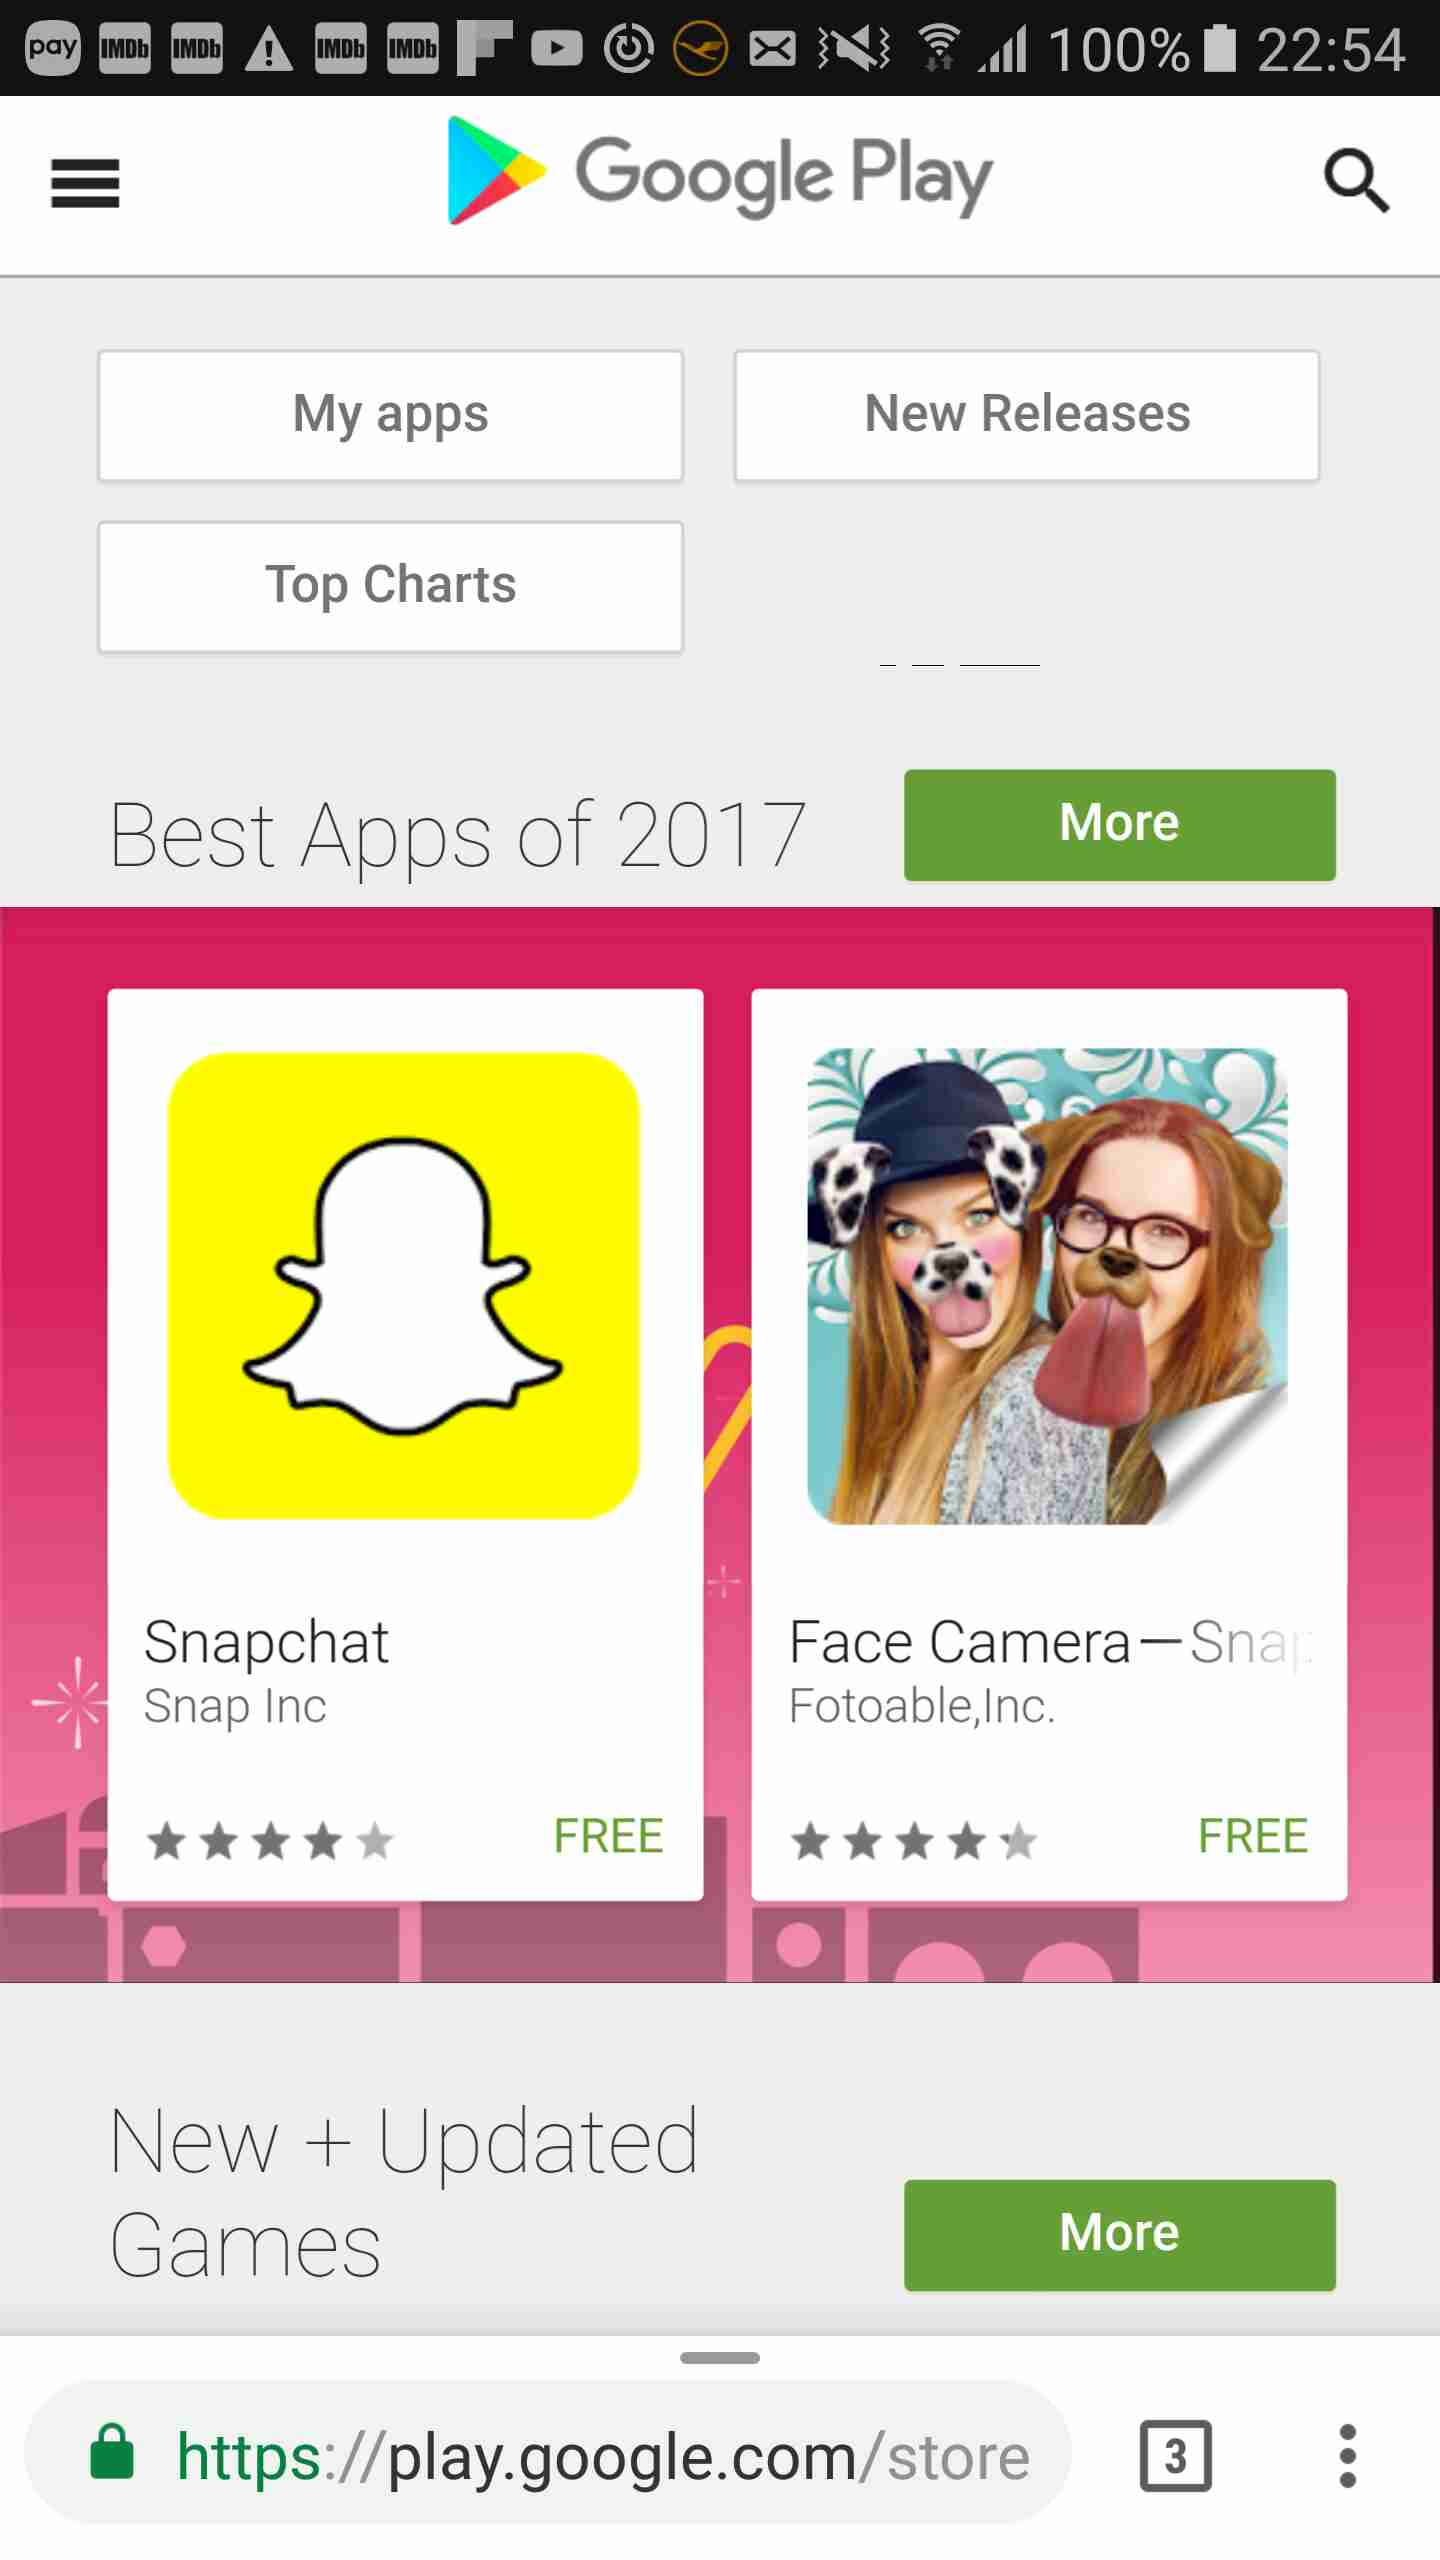 pay IMDb IMDb IMDb IMDb 100% 22:54
Google Play
My apps New Releases
Top Charts
Best Apps of 2017 More
Snapchat Face Camera—Snap
Snap Inc Fotoable,Inc.
FREE FREE
New + Updated
Games More
https://play.google.com/store 3